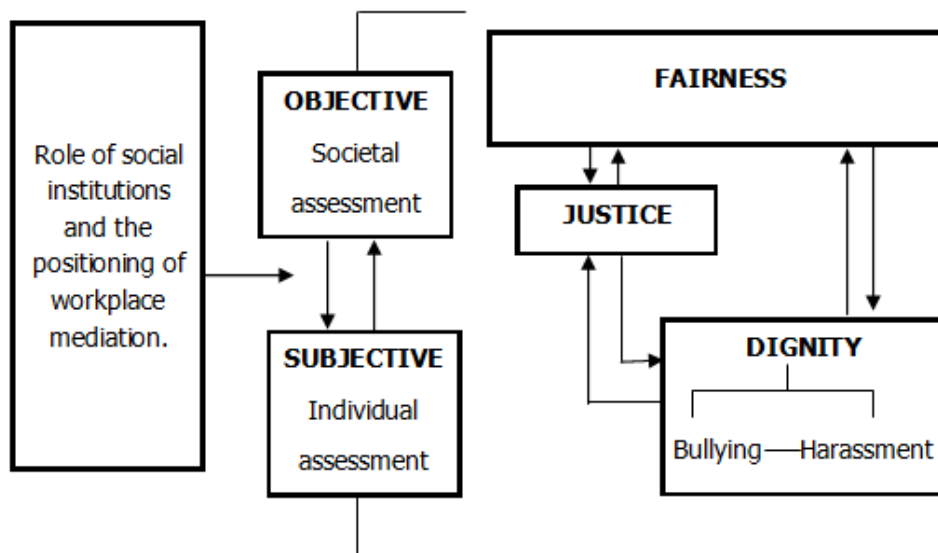 Role of social
institutions
and the
positioning of
workplace
mediation.
OBJECTIVE
Societal
assessment
SUBJECTIVE
Individual
assessment
FAIRNESS
JUSTICE
DIGNITY
Bullying Harassment